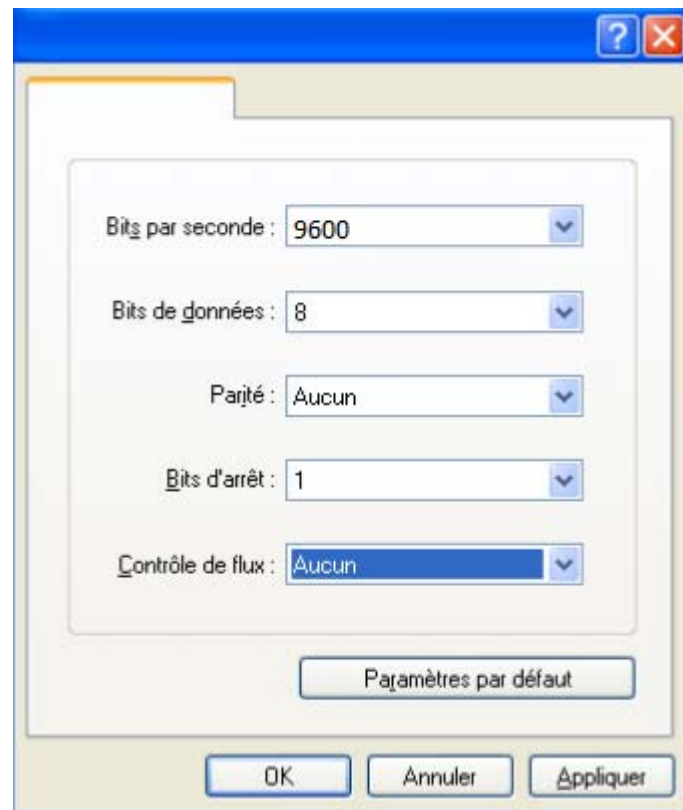 ?
Bits par seconde : 9600
Bits de données : 8
Parité : Aucun
Bits d'arrêt : 1
Contrôle de flux : Aucun
Paramètres par défaut
OK Annuler Appliquer